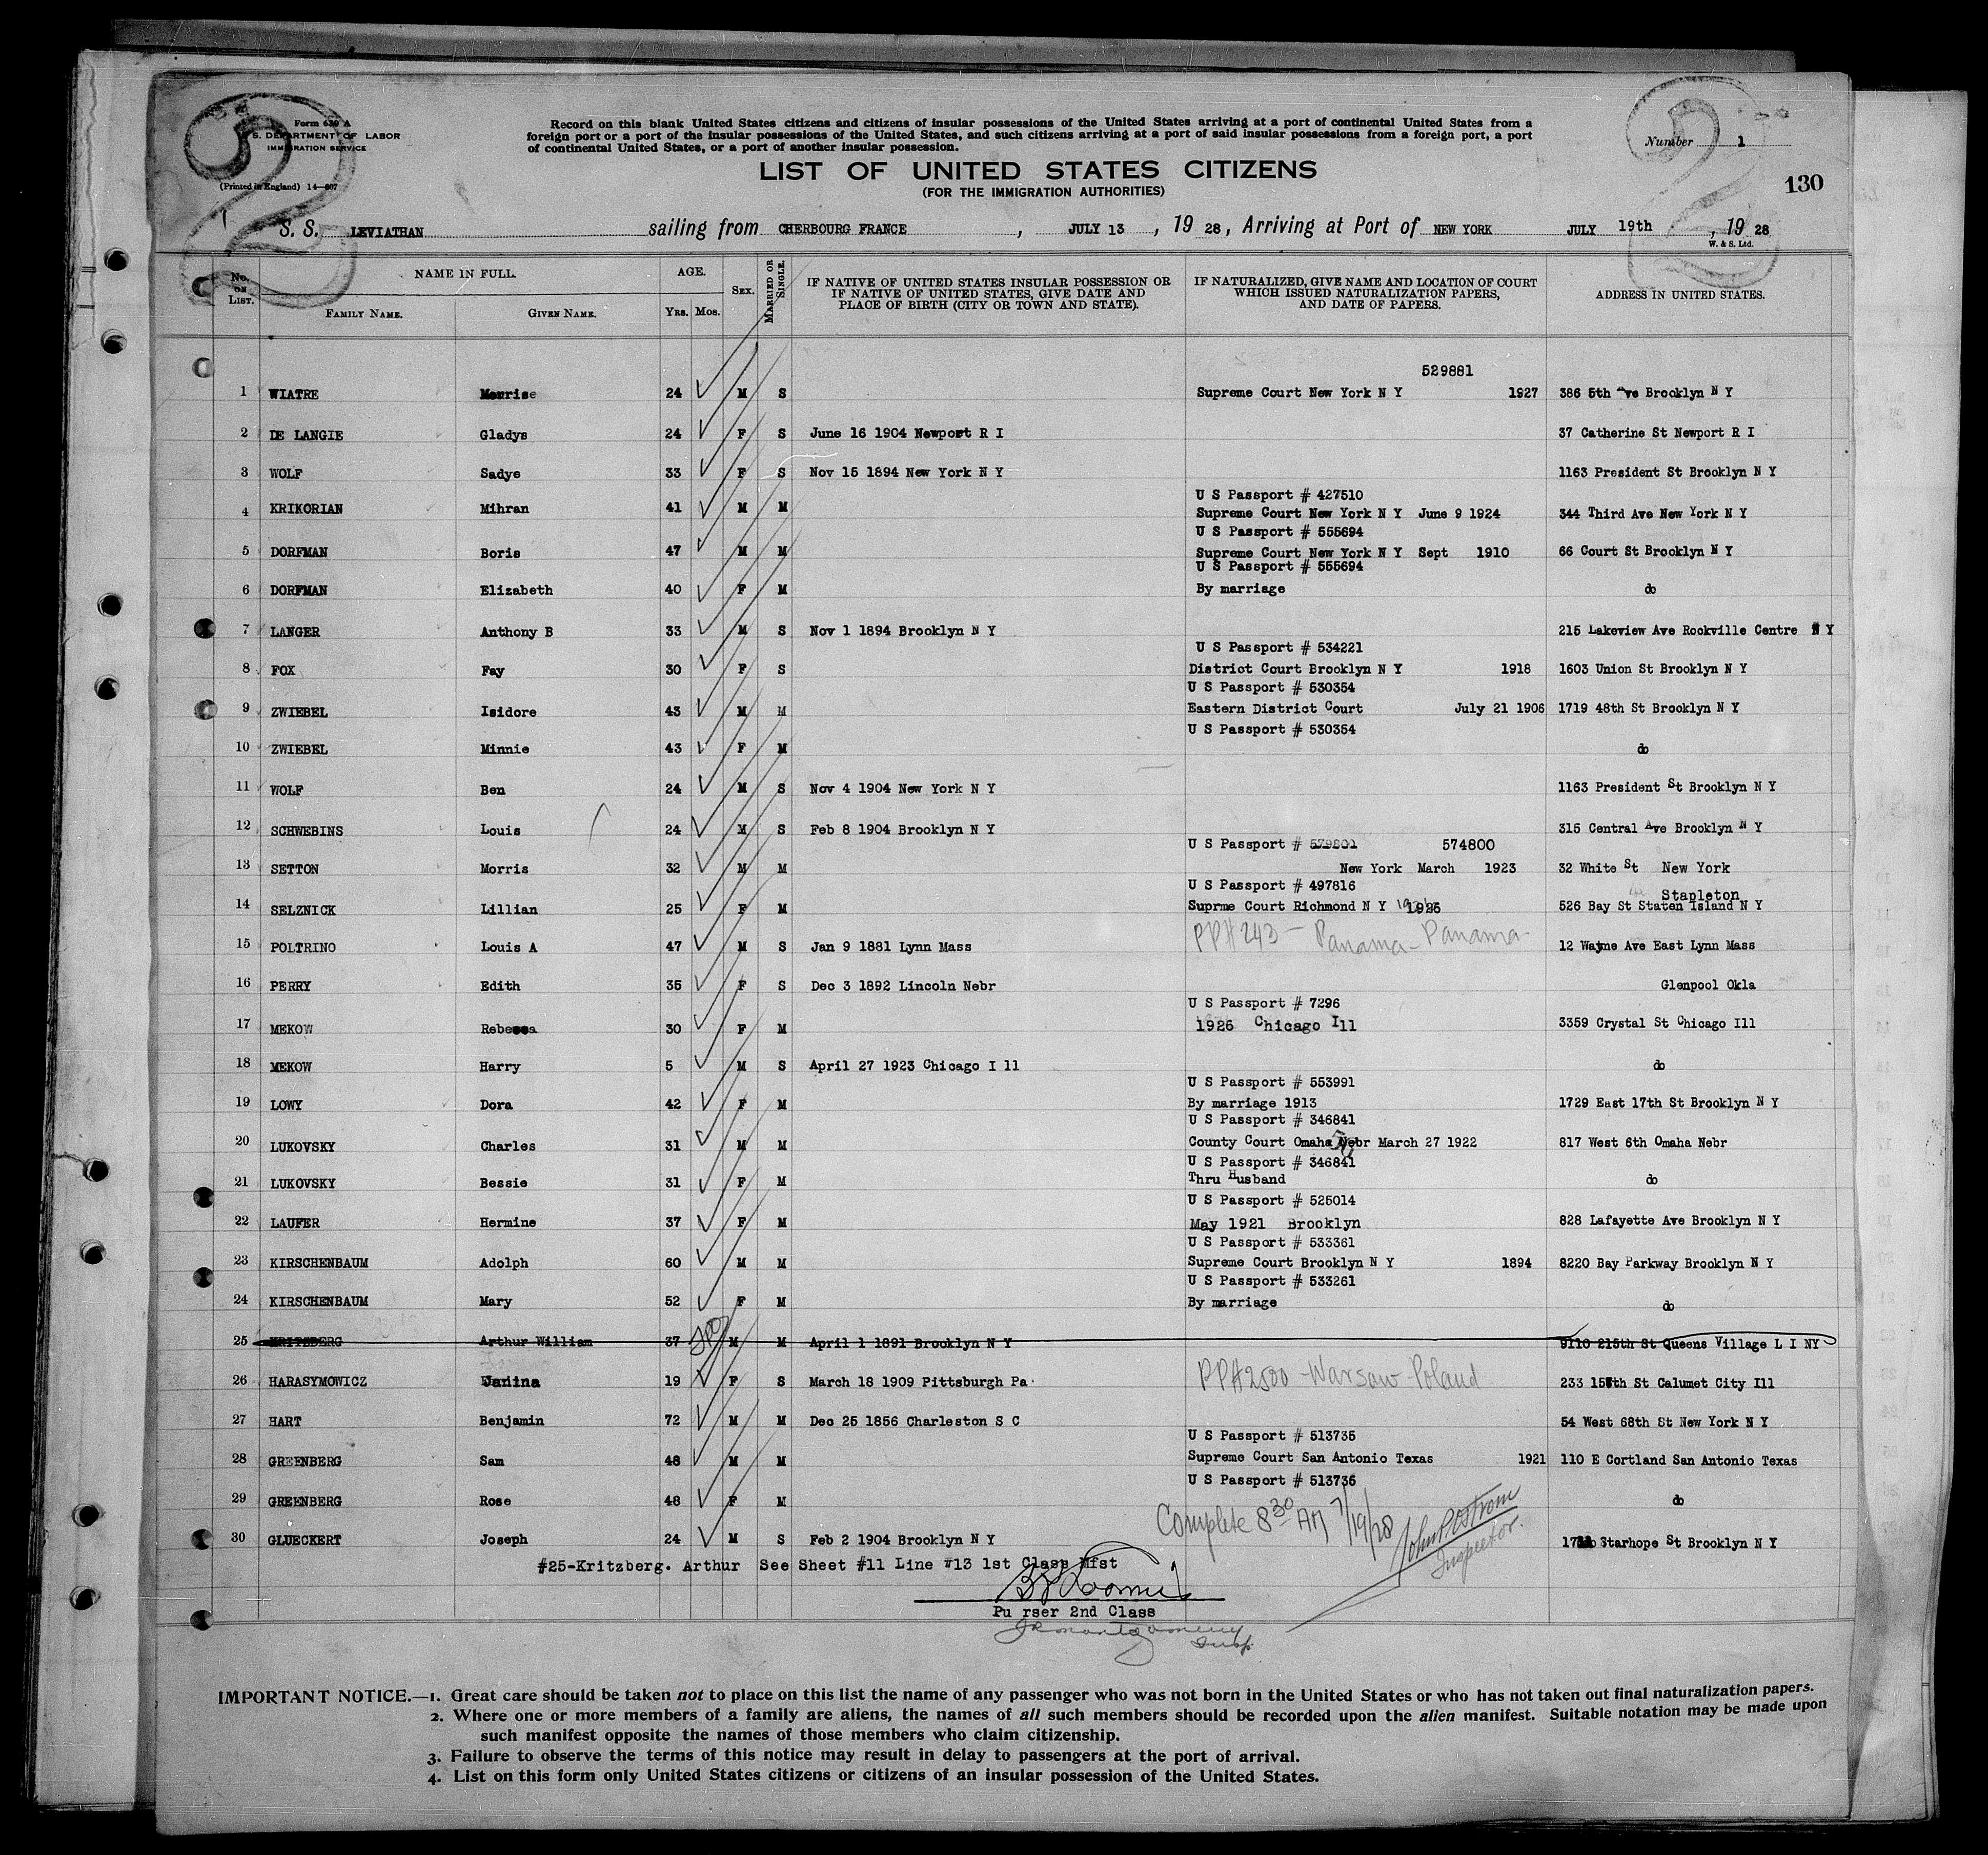 Form 630 A
U. S. DEPARTMENT OF LABOR
IMMIGRATION SERVICE
(Printed in England) 14—607
Record on this blank United States citizens and citizens of insular possessions of the United States arriving at a port of continental United States from a
foreign port or a port of the insular possessions of the United States, and such citizens arriving at a port of said insular possessions from a foreign port, a port
of continental United States, or a port of another insular possession.
Number 1
2
2
130
LIST OF UNITED STATES CITIZENS
(FOR THE IMMIGRATION AUTHORITIES)
S. S. LEVIATHAN sailing from CHERBOURG FRANCE , JULY 13 , 19 28 , Arriving at Port of NEW YORK JULY 19th , 19 28
W. & S. Ltd.
No. ON LIST. NAME IN FULL. AGE. SEX. MARRIED OR SINGLE. IF NATIVE OF UNITED STATES INSULAR POSSESSION OR IF NATIVE OF UNITED STATES, GIVE DATE AND PLACE OF BIRTH (CITY OR TOWN AND STATE). IF NATURALIZED, GIVE NAME AND LOCATION OF COURT WHICH ISSUED NATURALIZATION PAPERS, AND DATE OF PAPERS. ADDRESS IN UNITED STATES.
FAMILY NAME. GIVEN NAME. YRS. MOS.
529881
1 WIATRE 24 M S Supreme Court New York N Y 1927 386 5th Ave Brooklyn N Y
2 DE LANGIE Gladys 24 F S June 16 1904 Newport R I 37 Catherine St Newport R I
3 WOLF Sadye 33 F S Nov 15 1894 New York N Y 1163 President St Brooklyn N Y
U S Passport # 427510
4 KRIKORIAN Mihran 41 M M Supreme Court New York N Y June 9 1924 344 Third Ave New York N Y
U S Passport # 555694
5 DORFMAN Boris 47 M M Supreme Court New York N Y Sept 1910 66 Court St Brooklyn N Y
U S Passport # 555694
6 DORFMAN Elizabeth 40 F M By marriage do
7 LANGER Anthony B 33 M S Nov 1 1894 Brooklyn N Y 215 Lakeview Ave Rockville Centre N Y
U S Passport # 534221
8 FOX Fay 30 F S District Court Brooklyn N Y 1918 1603 Union St Brooklyn N Y
U S Passport # 530354
9 ZWIEBEL Isidore 43 M M Eastern District Court July 21 1906 1719 48th St Brooklyn N Y
U S Passport # 530354
10 ZWIEBEL Minnie 43 F M do
11 WOLF Ben 24 M S Nov 4 1904 New York N Y 1163 President St Brooklyn N Y
12 SCHWEBINS Louis 24 M S Feb 8 1904 Brooklyn N Y 315 Central Ave Brooklyn N Y
U S Passport # 574800
13 SETTON Morris 32 M M New York March 1923 32 White St New York
U S Passport # 497816 Stapleton
14 SELZNICK Lillian 25 F M Suprme Court Richmond N Y 1926 526 Bay St Staten Island N Y
PP# 243 — Panama - Panama
15 POLTRINO Louis A 47 M S Jan 9 1881 Lynn Mass 12 Wayne Ave East Lynn Mass
16 PERRY Edith 35 F S Dec 3 1892 Lincoln Nebr Glenpool Okla
U S Passport # 7296
17 MEKOW Rebecca 30 F M 1926 Chicago Ill 3359 Crystal St Chicago Ill
18 MEKOW Harry 5 M S April 27 1923 Chicago I ll do
U S Passport # 553991
19 LOWY Dora 42 F M By marriage 1913 1729 East 17th St Brooklyn N Y
U S Passport # 346841
20 LUKOVSKY Charles 31 M M County Court Omaha Nebr March 27 1922 817 West 6th Omaha Nebr
U S Passport # 346841
21 LUKOVSKY Bessie 31 F M Thru Husband do
U S Passport # 525014
22 LAUFER Hermine 37 F M May 1921 Brooklyn 828 Lafayette Ave Brooklyn N Y
U S Passport # 533361
23 KIRSCHENBAUM Adolph 60 M M Supreme Court Brooklyn N Y 1894 8220 Bay Parkway Brooklyn N Y
U S Passport # 533261
24 KIRSCHENBAUM Mary 52 F M By marriage do
25 KRITZBERG Arthur William 37 M M April 1 1891 Brooklyn N Y 9110 215th St Queens Village L I NY
26 HARASYMOWICZ Janina 19 F S March 18 1909 Pittsburgh Pa PP# 2500 - Warsaw - Poland 233 157th St Calumet City Ill
27 HART Benjamin 72 M M Dec 25 1856 Charleston S C 54 West 68th St New York N Y
U S Passport # 513735
28 GREENBERG Sam 48 M M Supreme Court San Antonio Texas 1921 110 E Cortland San Antonio Texas
U S Passport # 513736
29 GREENBERG Rose 48 F M do
Complete 8 30 AM 7/19/28
30 GLUECKERT Joseph 24 M S Feb 2 1904 Brooklyn N Y Starhope St Brooklyn N Y
Inspector.
#25-Kritzberg. Arthur See Sheet #11 Line #13 1st Class Mfst
Pu rser 2nd Class
Insp.
IMPORTANT NOTICE.—1. Great care should be taken not to place on this list the name of any passenger who was not born in the United States or who has not taken out final naturalization papers.
2. Where one or more members of a family are aliens, the names of all such members should be recorded upon the alien manifest. Suitable notation may be made upon
such manifest opposite the names of those members who claim citizenship.
3. Failure to observe the terms of this notice may result in delay to passengers at the port of arrival.
4. List on this form only United States citizens or citizens of an insular possession of the United States.